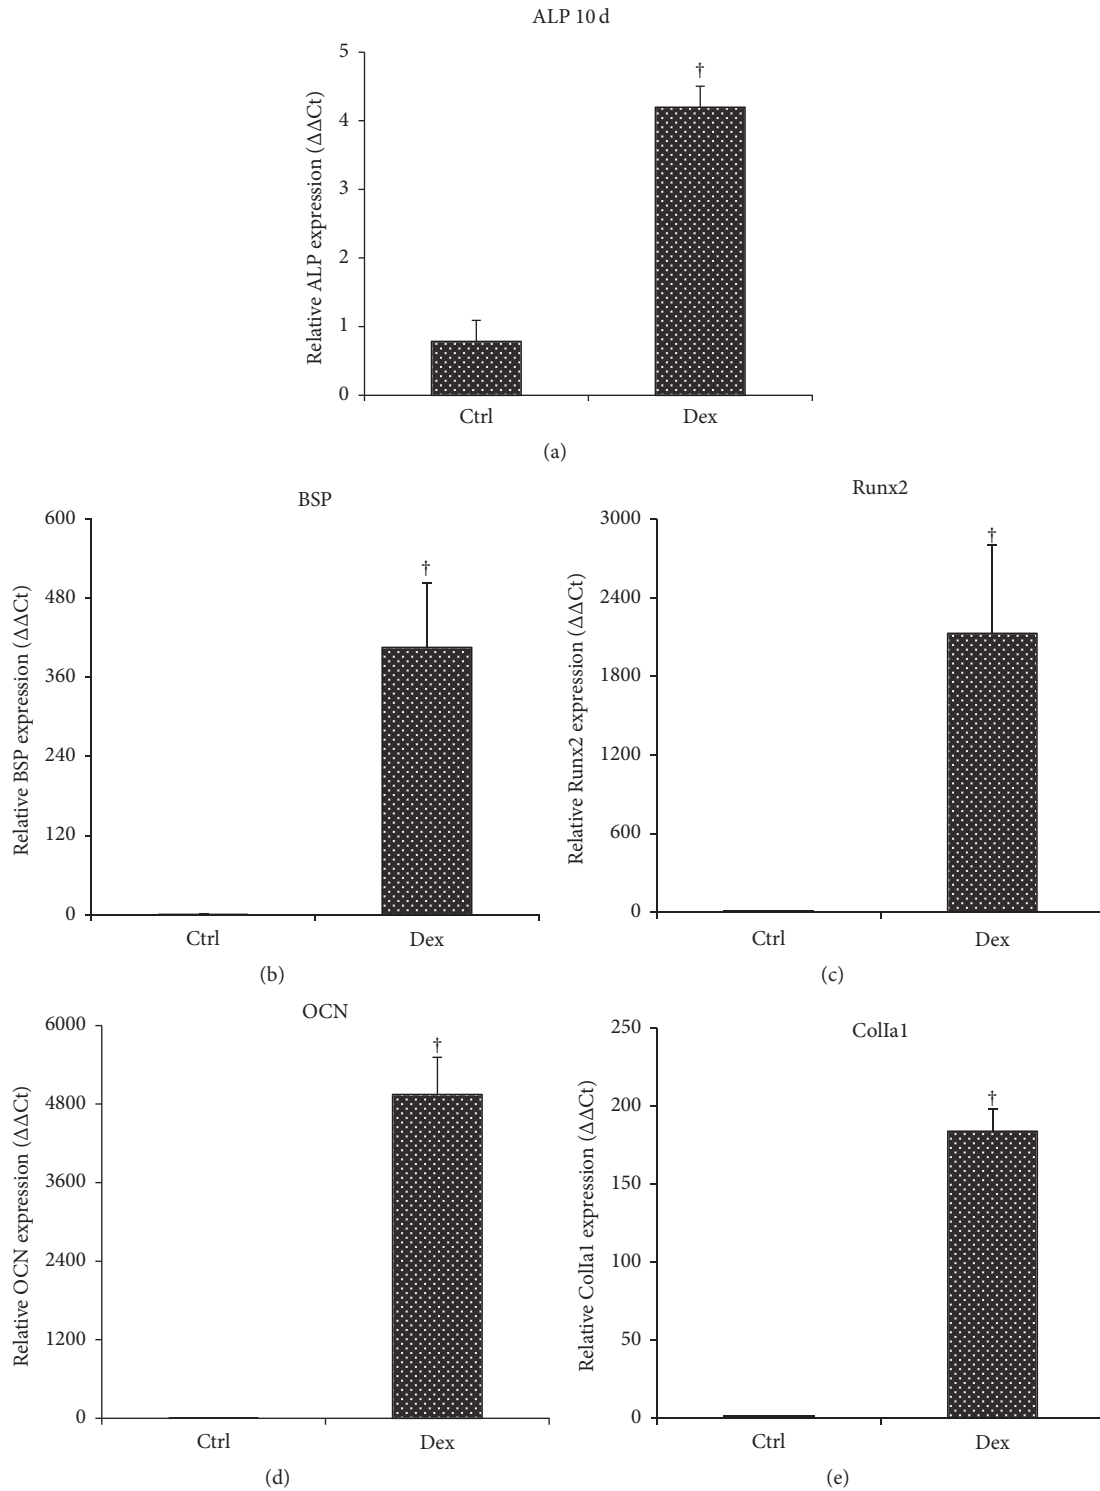 ALP 10 d
Relative ALP expression (ΔΔCt)
5
4
3
2
1
0
†
Ctrl
Dex
(a)
BSP
Relative BSP expression (ΔΔCt)
600
480
360
240
120
0
†
Ctrl
Dex
(b)
Runx2
Relative Runx2 expression (ΔΔCt)
3000
2400
1800
1200
600
0
†
Ctrl
Dex
(c)
OCN
Relative OCN expression (ΔΔCt)
6000
4800
3600
2400
1200
0
†
Ctrl
Dex
(d)
ColIa1
Relative ColIa1 expression (ΔΔCt)
250
200
150
100
50
0
†
Ctrl
Dex
(e)